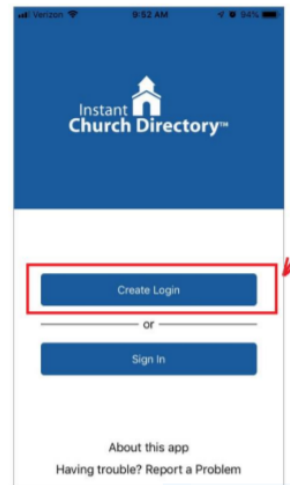 Verizon 9:52 AM 94%
Instant
Church Directory™
Create Login
or
Sign In
About this app
Having trouble? Report a Problem